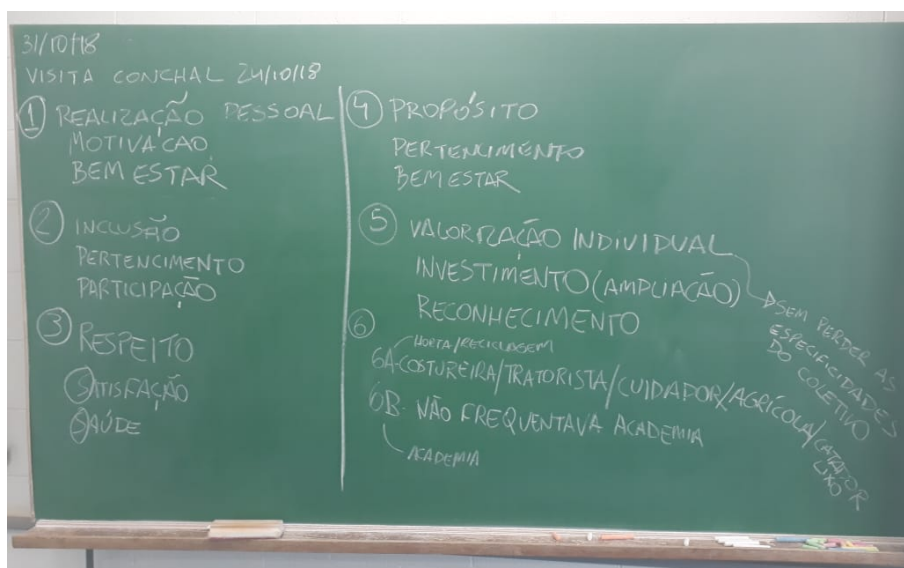 31/10/18
VISITA CONCHAL 24/10/18
1 REALIZAÇÃO PESSOAL
MOTIVAÇÃO
BEM ESTAR
2 INCLUSÃO
PERTENCIMENTO
PARTICIPAÇÃO
3 RESPEITO
SATISFAÇÃO
SAÚDE
4 PROPÓSITO
PERTENCIMENTO
BEM ESTAR
5 VALORIZAÇÃO INDIVIDUAL
INVESTIMENTO (AMPLIAÇÃO)
RECONHECIMENTO
SEM PERDER AS
ESPECIFICIDADES
DO COLETIVO
6
HORTA/RECICLAGEM
6A- COSTUREIRA/TRATORISTA/CUIDADOR/AGRÍCOLA/CATADOR
LIXO
6B- NÃO FREQUENTAVA ACADEMIA
ACADEMIA